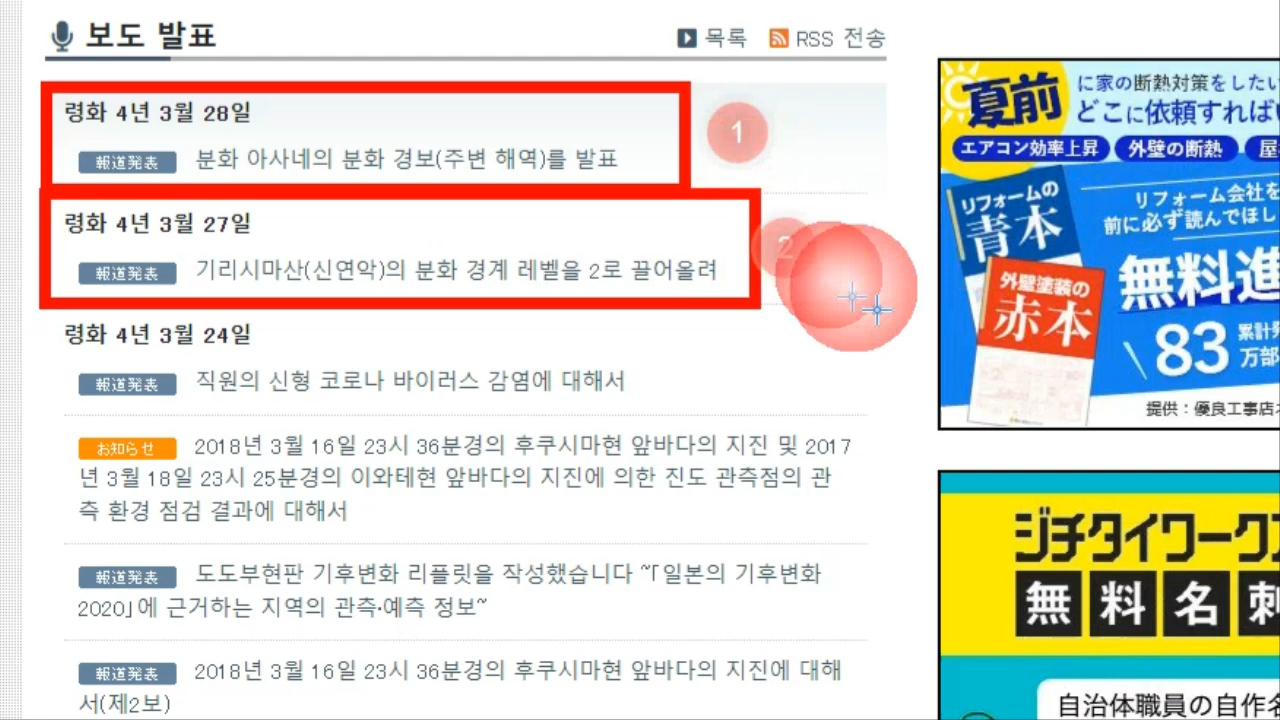 보도 발표
목록
RSS 전송
령화 4년 3월 28일
報道発表 분화 아사네의 분화 경보(주변 해역)를 발표
1
령화 4년 3월 27일
報道発表 기리시마산(신연악)의 분화 경계 레벨을 2로 끌어올려
2
령화 4년 3월 24일
報道発表 직원의 신형 코로나 바이러스 감염에 대해서
お知らせ 2018년 3월 16일 23시 36분경의 후쿠시마현 앞바다의 지진 및 2017
년 3월 18일 23시 25분경의 이와테현 앞바다의 지진에 의한 진도 관측점의 관
측 환경 점검 결과에 대해서
報道発表 도도부현판 기후변화 리플릿을 작성했습니다 ~「일본의 기후변화
2020」에 근거하는 지역의 관측·예측 정보~
報道発表 2018년 3월 16일 23시 36분경의 후쿠시마현 앞바다의 지진에 대해
서(제2보)
夏前
に家の断熱対策をしたい
どこに依頼すれば
エアコン効率上昇 外壁の断熱 屋
リフォームの
青本
外壁塗装の
赤本
リフォーム会社を
前に必ず読んでほし
無料進
83
累計発
万部
提供：優良工事店
ジチタイワークス
無料名刺
自治体職員の自作名